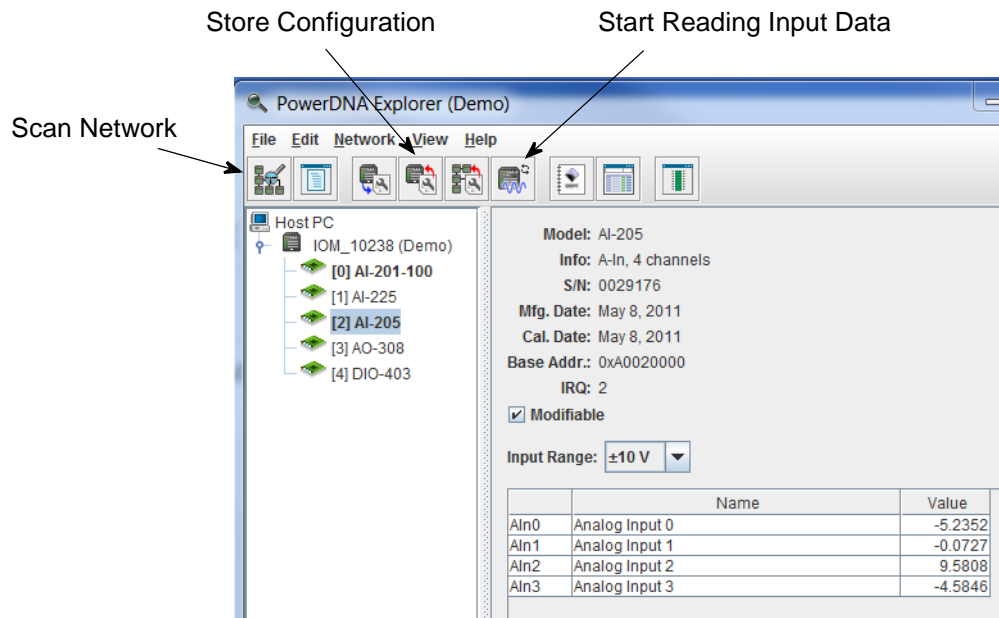 Store Configuration
Start Reading Input Data
Scan Network
PowerDNA Explorer (Demo)
File Edit Network View Help
Host PC
IOM_10238 (Demo)
[0] AI-201-100
[1] AI-225
[2] AI-205
[3] AO-308
[4] DIO-403
Model: AI-205
Info: A-In, 4 channels
S/N: 0029176
Mfg. Date: May 8, 2011
Cal. Date: May 8, 2011
Base Addr.: 0xA0020000
IRQ: 2
Modifiable
Input Range: ±10 V
Name Value
AIn0 Analog Input 0 -5.2352
AIn1 Analog Input 1 -0.0727
AIn2 Analog Input 2 9.5808
AIn3 Analog Input 3 -4.5846